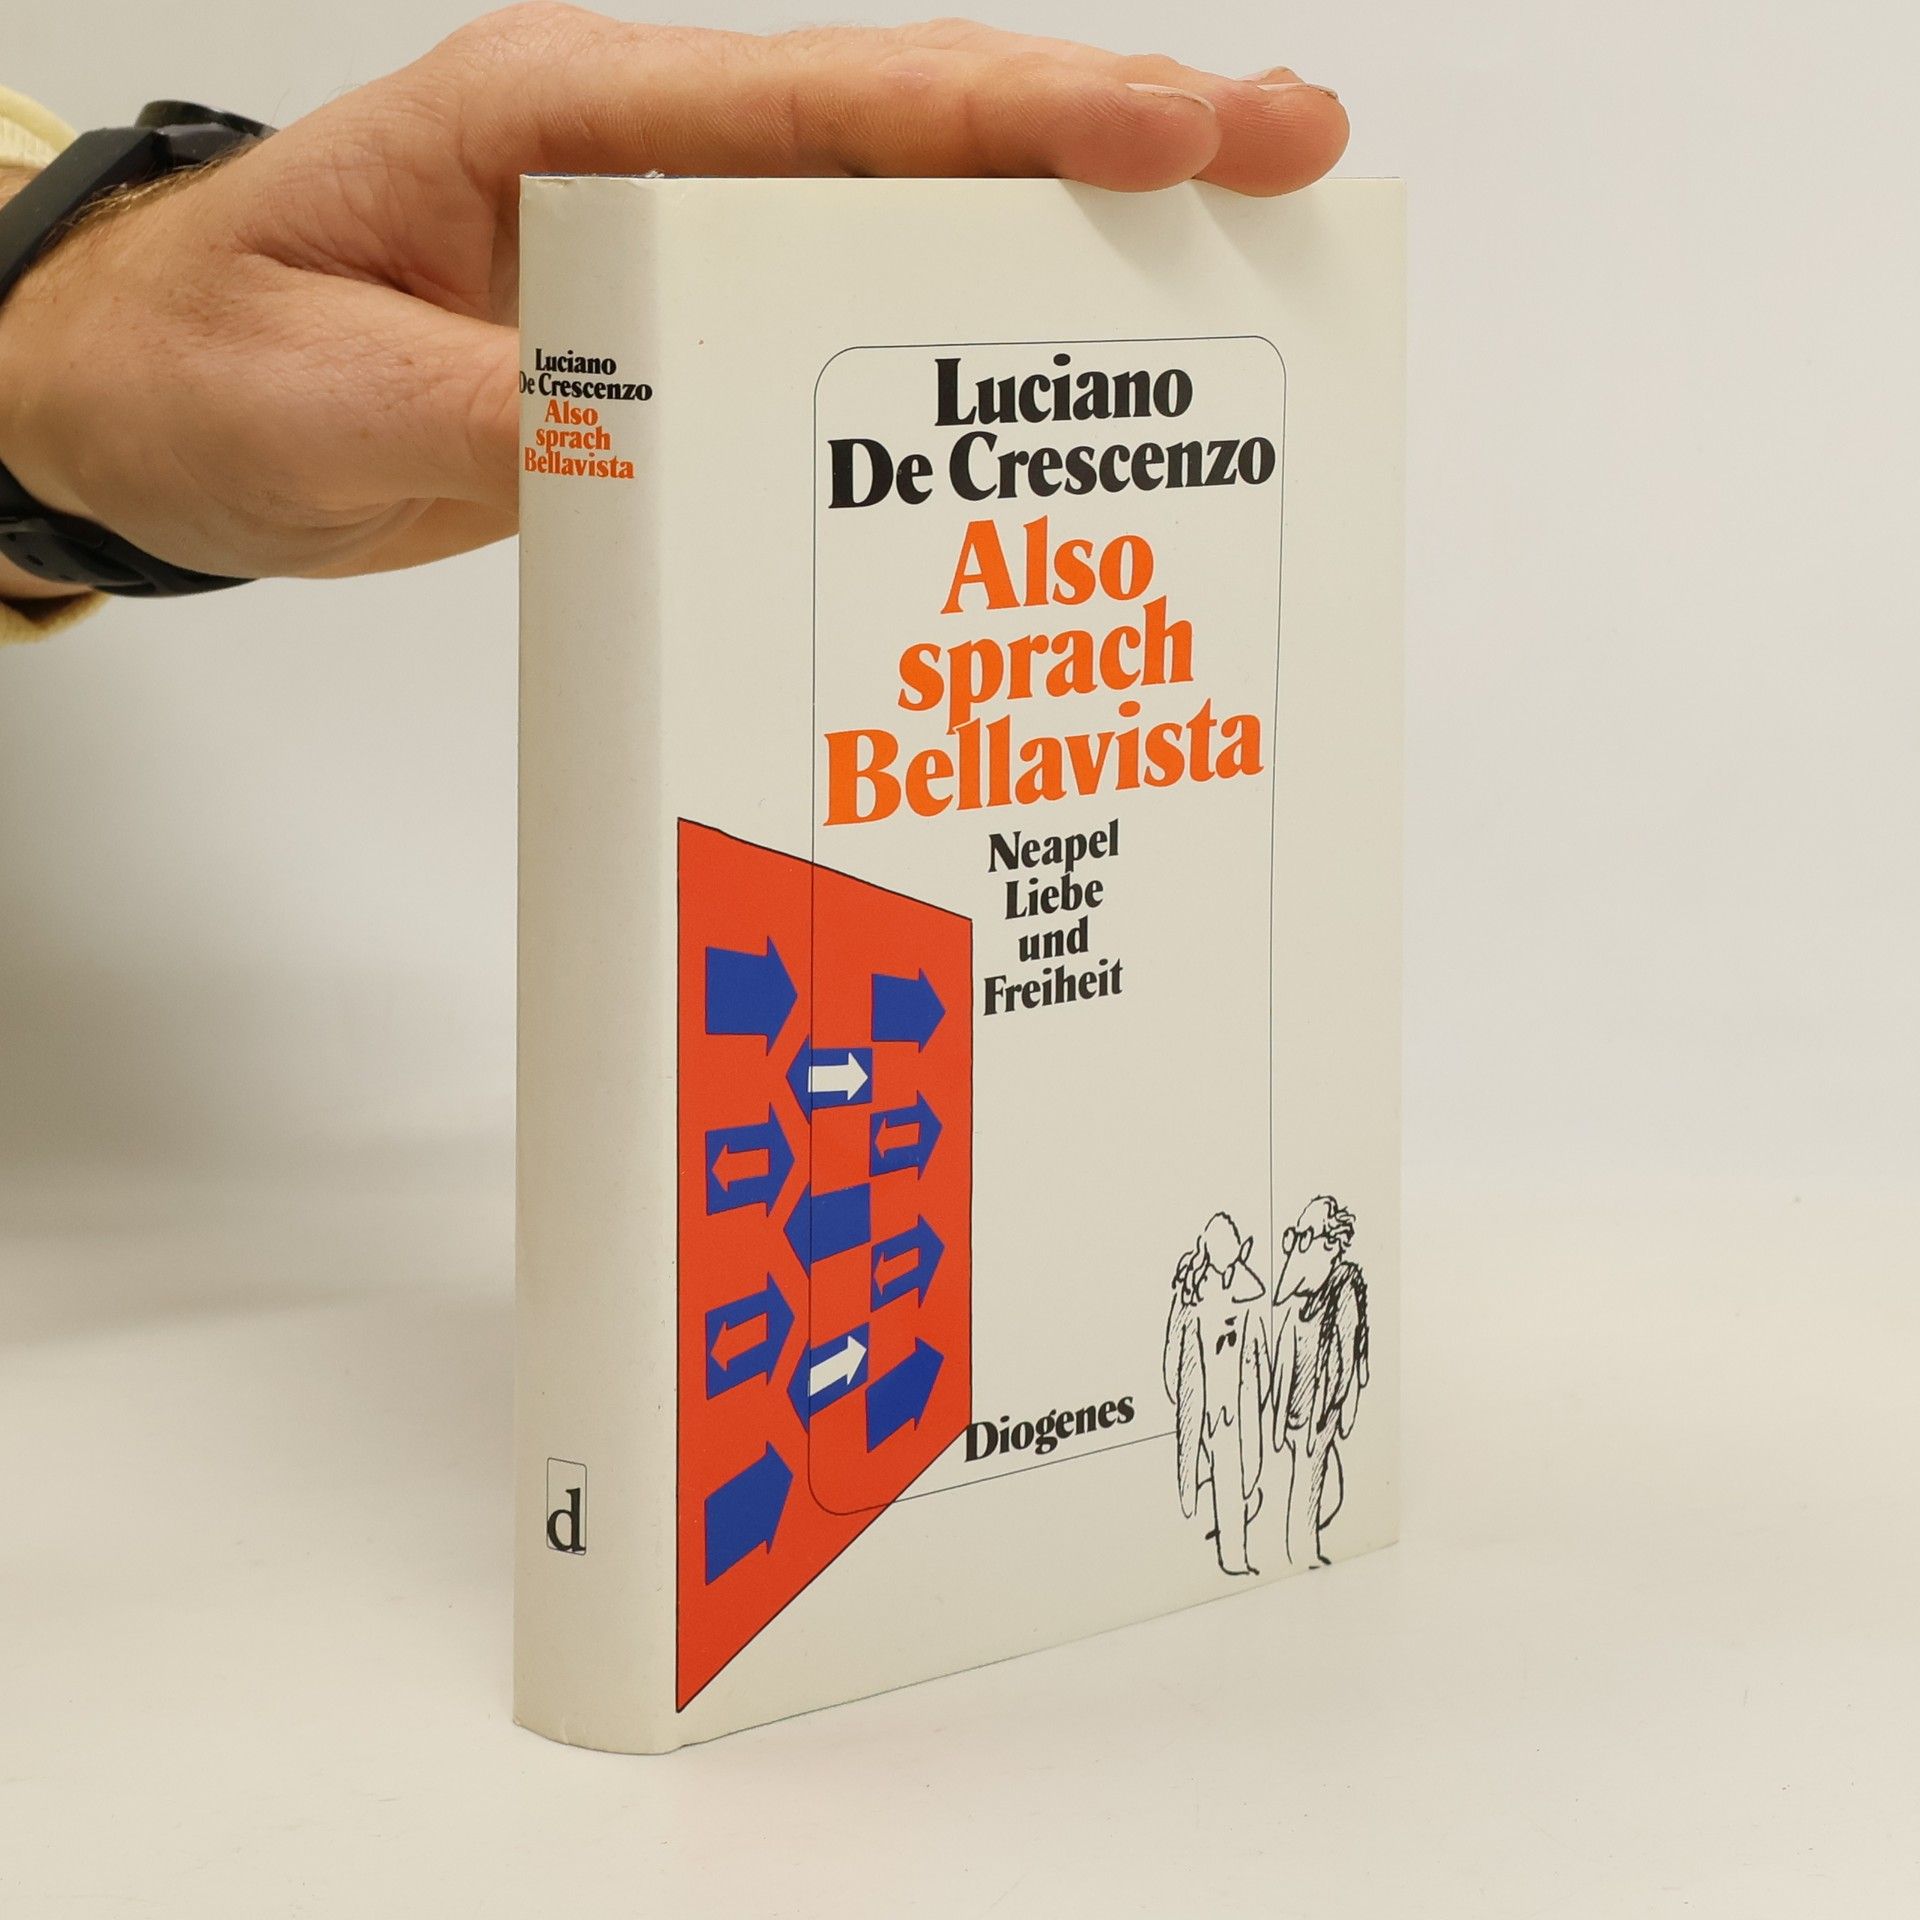 Luciano
De Crescenzo
Also
sprach
Bellavista
d
Luciano
De Crescenzo
Also
sprach
Bellavista
Neapel
Liebe
und
Freiheit
Diogenes